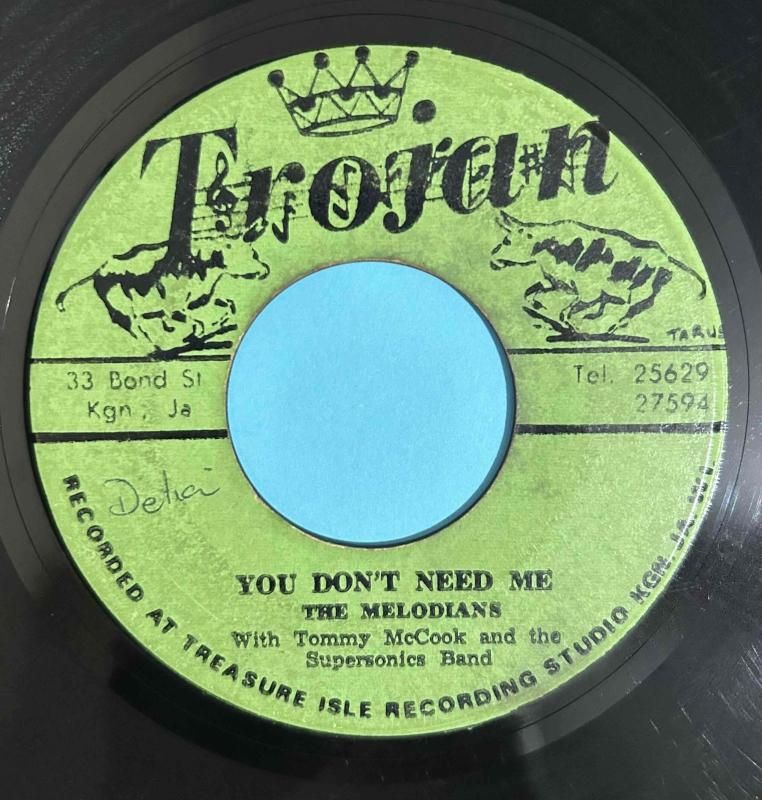 Trojan
TARUS
33 Bond St
Kgn, Ja
Tel. 25629
27594
YOU DON'T NEED ME
THE MELODIANS
With Tommy McCook and the
Supersonics Band
RECORDED AT TREASURE ISLE RECORDING STUDIO KGN. JA. W.I.